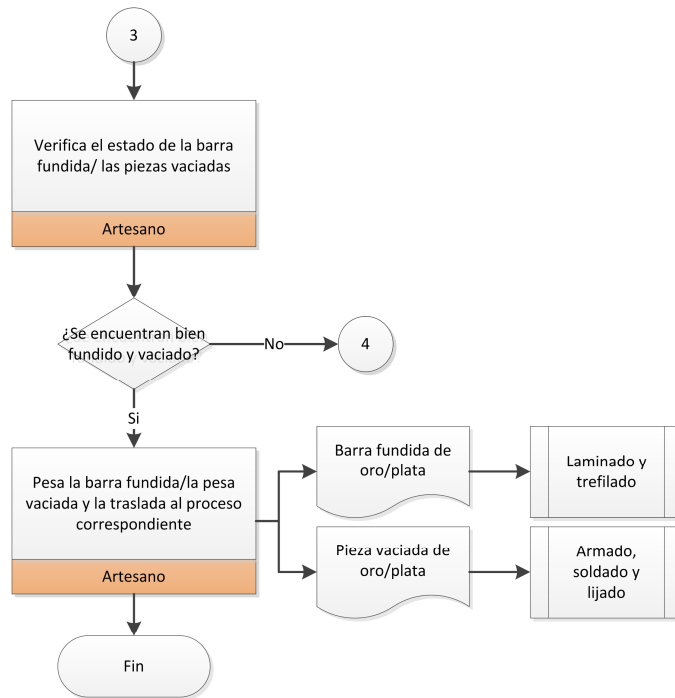 3
Verifica el estado de la barra
fundida/ las piezas vaciadas
Artesano
¿Se encuentran bien
fundido y vaciado?
No
4
Si
Pesa la barra fundida/la pesa
vaciada y la traslada al proceso
correspondiente
Artesano
Barra fundida de
oro/plata
Laminado y
trefilado
Pieza vaciada de
oro/plata
Armado,
soldado y
lijado
Fin